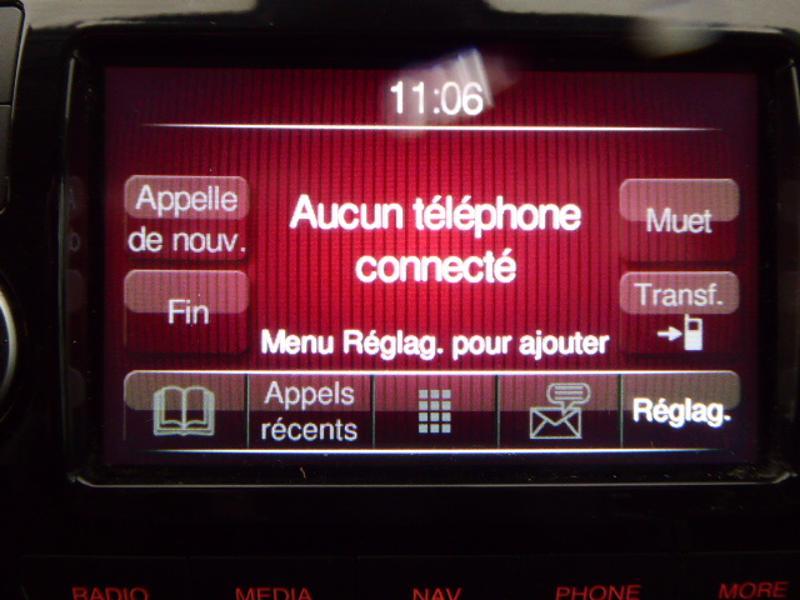 11:06
Appelle
de nouv.
Aucun téléphone
connecté
Muet
Fin
Transf.
Menu Réglag. pour ajouter
Appels
récents
Réglag.
RADIO MEDIA NAV PHONE MORE